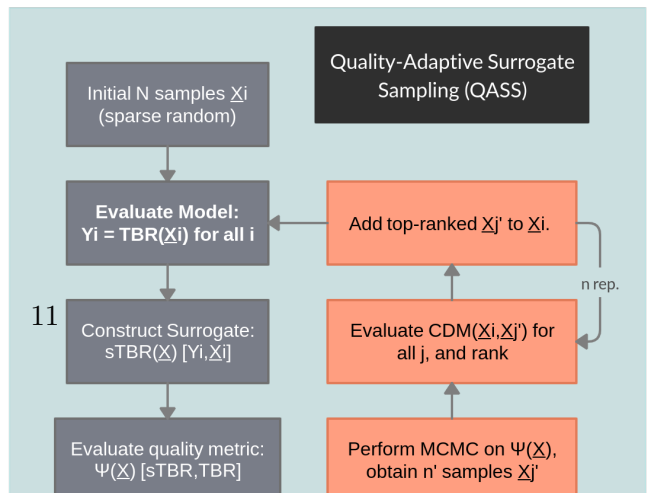 Quality-Adaptive Surrogate
Sampling (QASS)
Initial N samples Xi
(sparse random)
Evaluate Model:
Yi = TBR(Xi) for all i
Add top-ranked Xj' to Xi.
n rep.
11
Construct Surrogate:
sTBR(X) [Yi,Xi]
Evaluate CDM(Xi,Xj') for
all j, and rank
Evaluate quality metric:
Ψ(X) [sTBR,TBR]
Perform MCMC on Ψ(X),
obtain n' samples Xj'